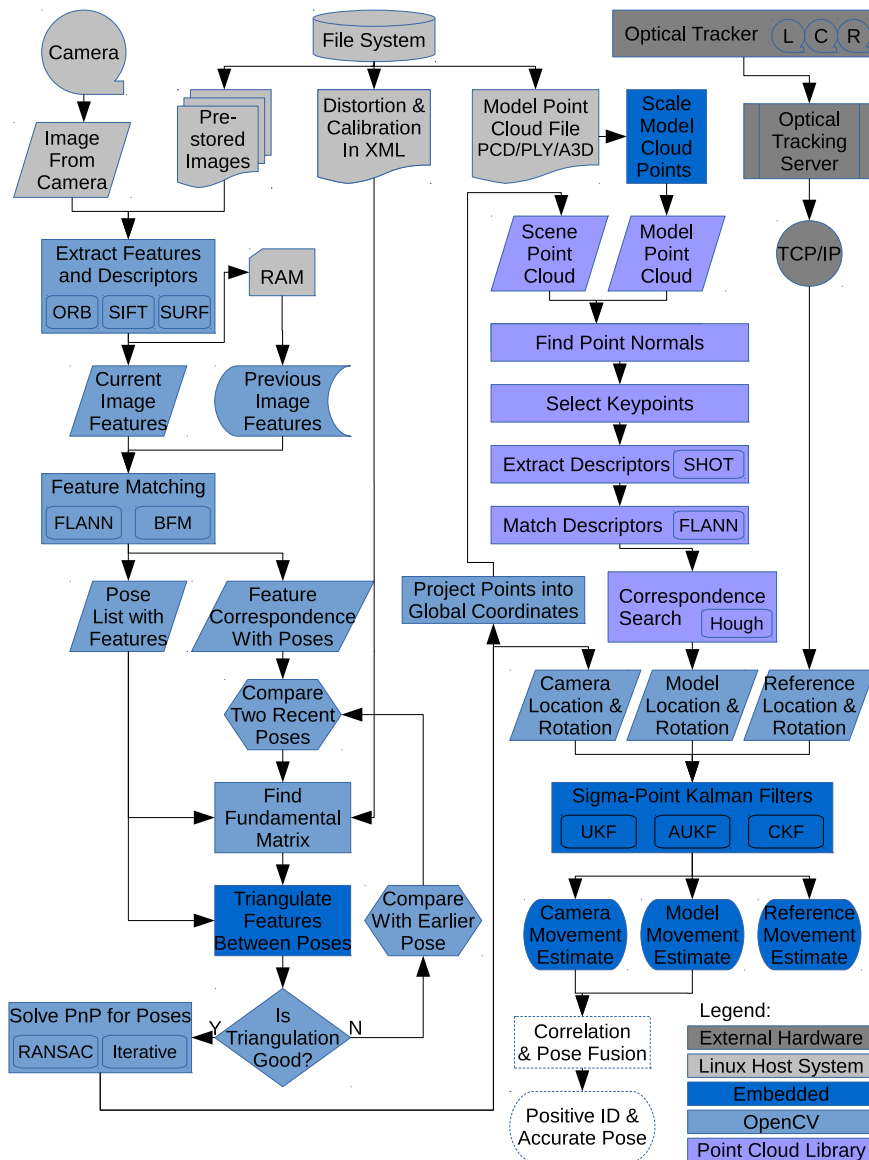 Camera
File System
Optical Tracker
L
C
R
Image
From
Camera
Pre-
stored
Images
Distortion &
Calibration
In XML
Model Point
Cloud File
PCD/PLY/A3D
Scale
Model
Cloud
Points
Optical
Tracking
Server
Extract Features
and Descriptors
ORB
SIFT
SURF
RAM
Scene
Point
Cloud
Model
Point
Cloud
TCP/IP
Find Point Normals
Current
Image
Features
Previous
Image
Features
Select Keypoints
Extract Descriptors
SHOT
Feature Matching
FLANN
BFM
Match Descriptors
FLANN
Pose
List with
Features
Feature
Correspondence
With Poses
Project Points into
Global Coordinates
Correspondence
Search
Hough
Compare
Two Recent
Poses
Camera
Location &
Rotation
Model
Location &
Rotation
Reference
Location &
Rotation
Find
Fundamental
Matrix
Sigma-Point Kalman Filters
UKF
AUKF
CKF
Triangulate
Features
Between Poses
Compare
With Earlier
Pose
Camera
Movement
Estimate
Model
Movement
Estimate
Reference
Movement
Estimate
Solve PnP for Poses
RANSAC
Iterative
Y
Is
Triangulation
Good?
N
Correlation
& Pose Fusion
Positive ID &
Accurate Pose
Legend:
External Hardware
Linux Host System
Embedded
OpenCV
Point Cloud Library